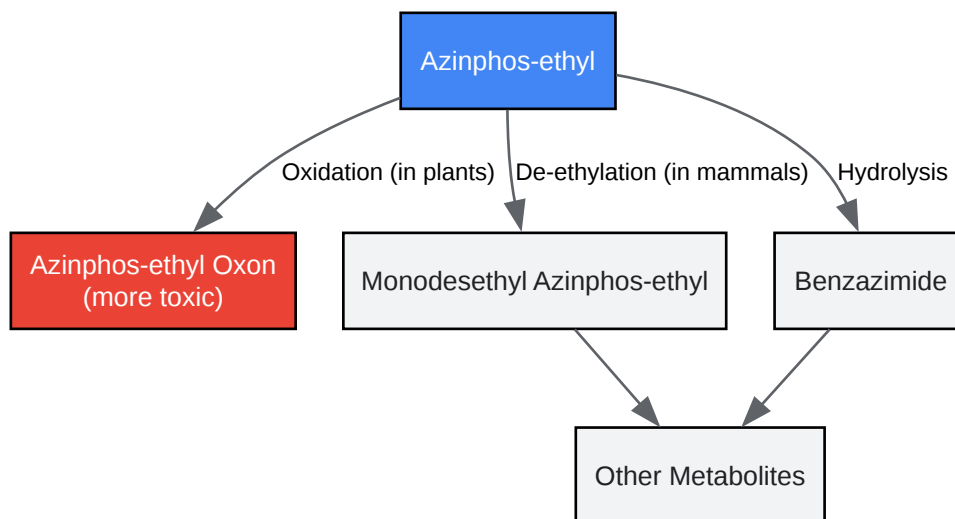 Azinphos-ethyl
Oxidation (in plants)
De-ethylation (in mammals)
Hydrolysis
Azinphos-ethyl Oxon
(more toxic)
Monodesethyl Azinphos-ethyl
Benzazimide
Other Metabolites